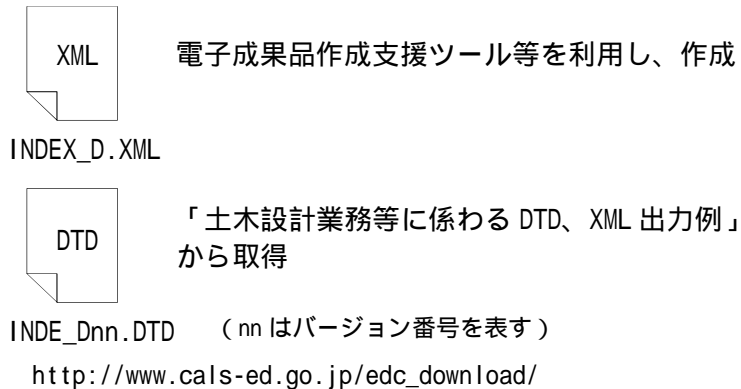 XML
電子成果品作成支援ツール等を利用し、作成
INDEX_D.XML
DTD
「土木設計業務等に係わる DTD、XML 出力例」
から取得
INDE_Dnn.DTD （nn はバージョン番号を表す）
http://www.cals-ed.go.jp/edc_download/